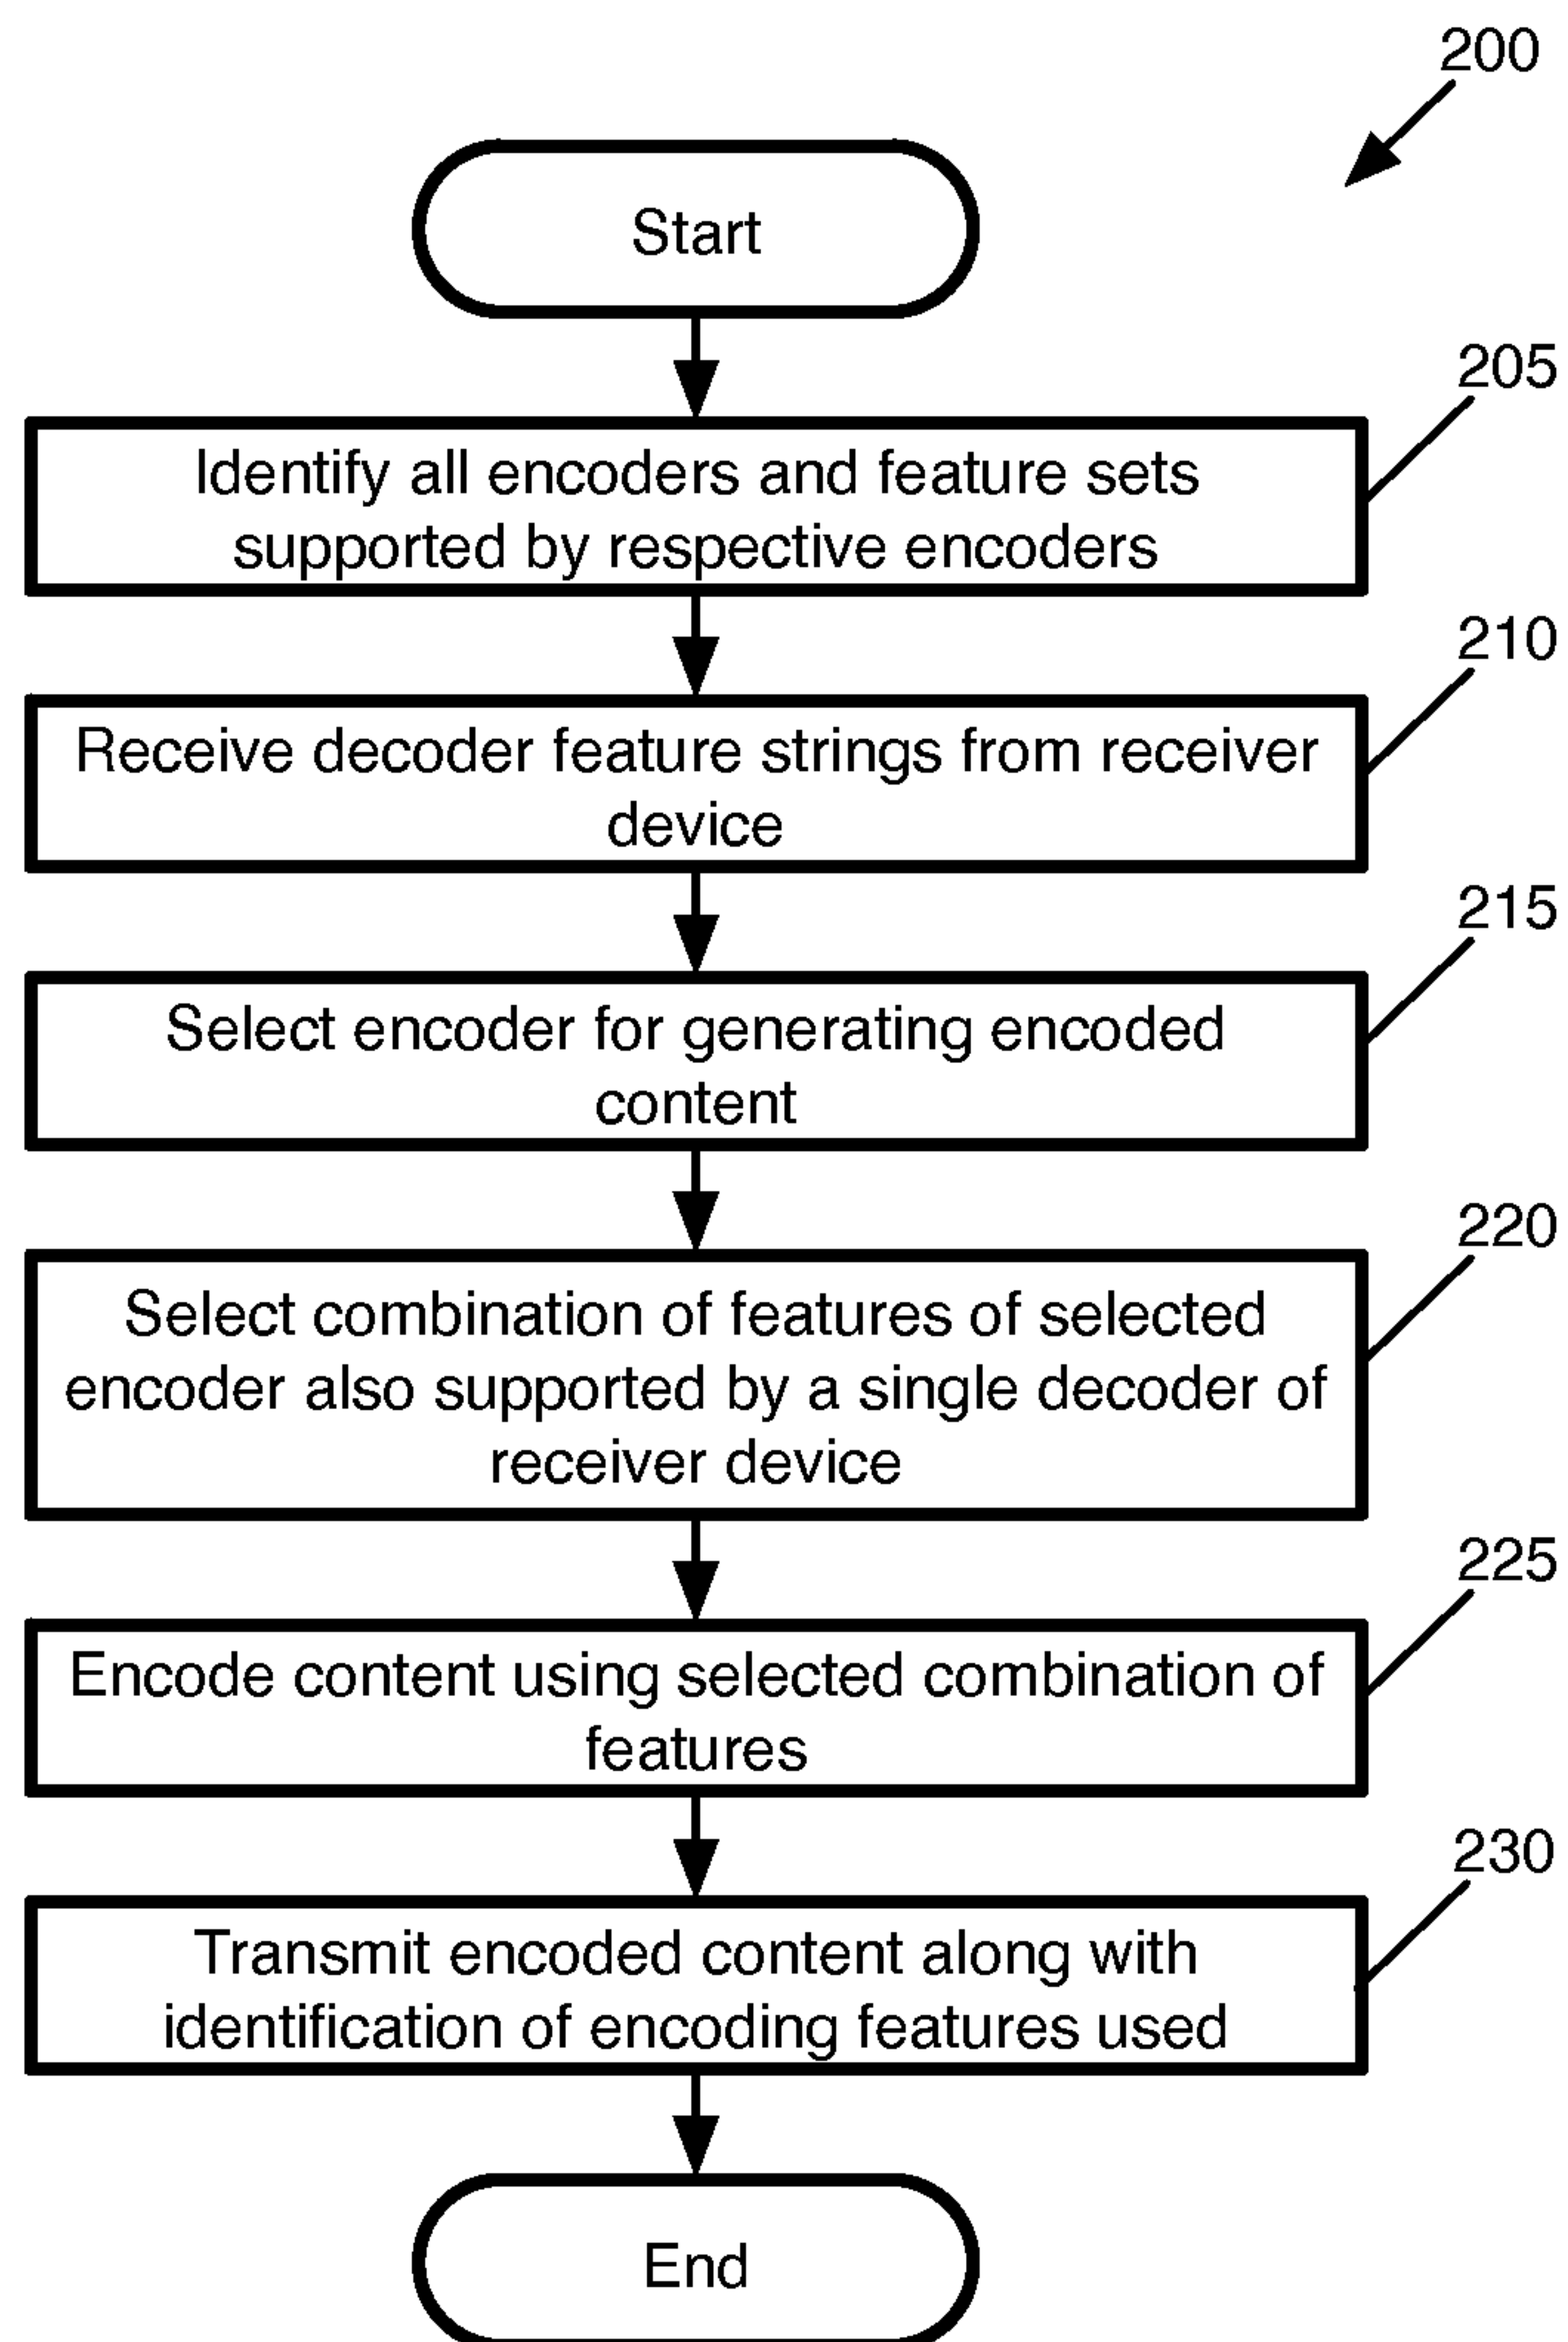 200
Start
205
Identify all encoders and feature sets
supported by respective encoders
210
Receive decoder feature strings from receiver
device
215
Select encoder for generating encoded
content
220
Select combination of features of selected
encoder also supported by a single decoder of
receiver device
225
Encode content using selected combination of
features
230
Transmit encoded content along with
identification of encoding features used
End